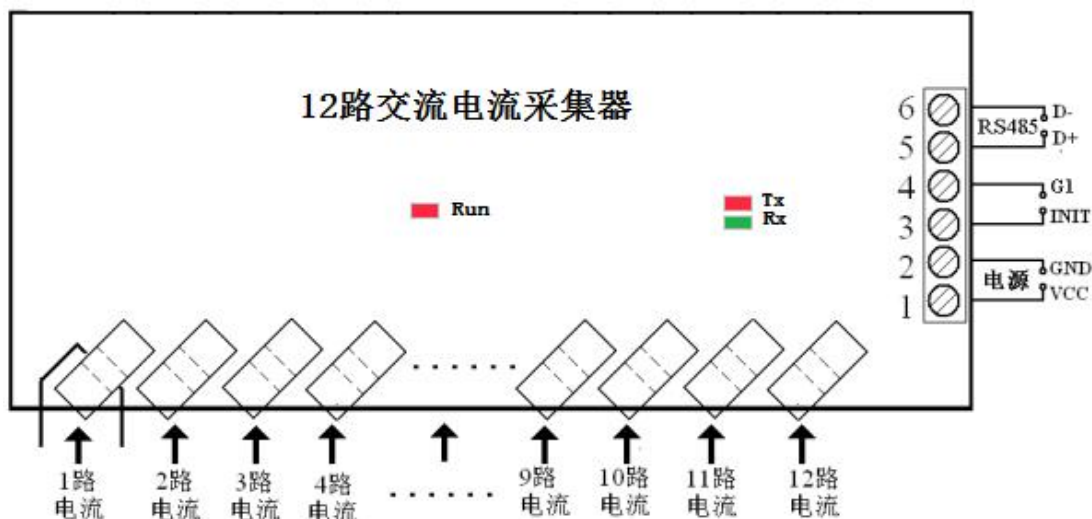 12路交流电流采集器
Run
Tx
Rx
6
5
4
3
2
1
RS485
D-
D+
G1
INIT
电源
GND
VCC
1路
电流
2路
电流
3路
电流
4路
电流
9路
电流
10路
电流
11路
电流
12路
电流